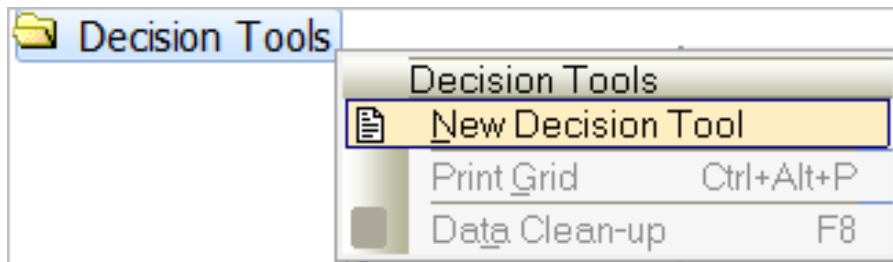 Decision Tools
Decision Tools
New Decision Tool
Print Grid Ctrl+Alt+P
Data Clean-up F8